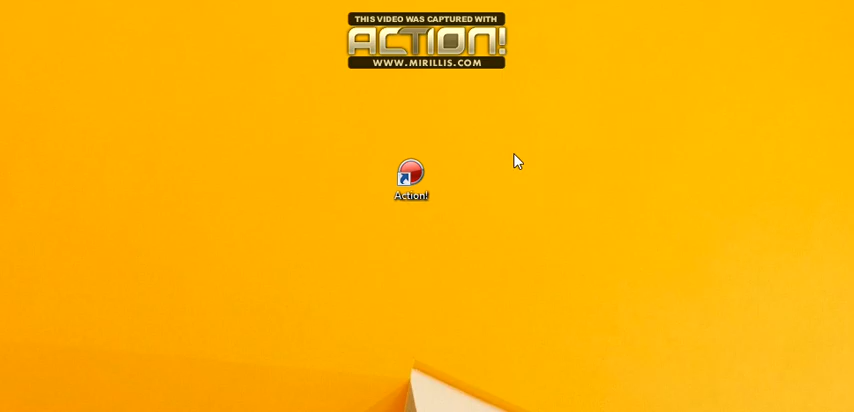 THIS VIDEO WAS CAPTURED WITH
ACTION!
WWW.MIRILLIS.COM
Action!